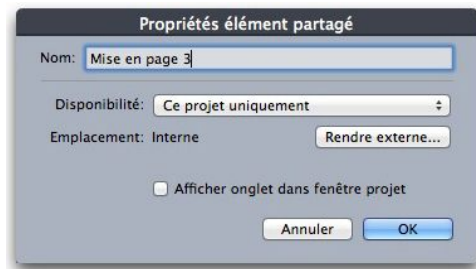 Propriétés élément partagé
Nom: Mise en page 3
Disponibilité: Ce projet uniquement
Emplacement: Interne Rendre externe...
Afficher onglet dans fenêtre projet
Annuler OK